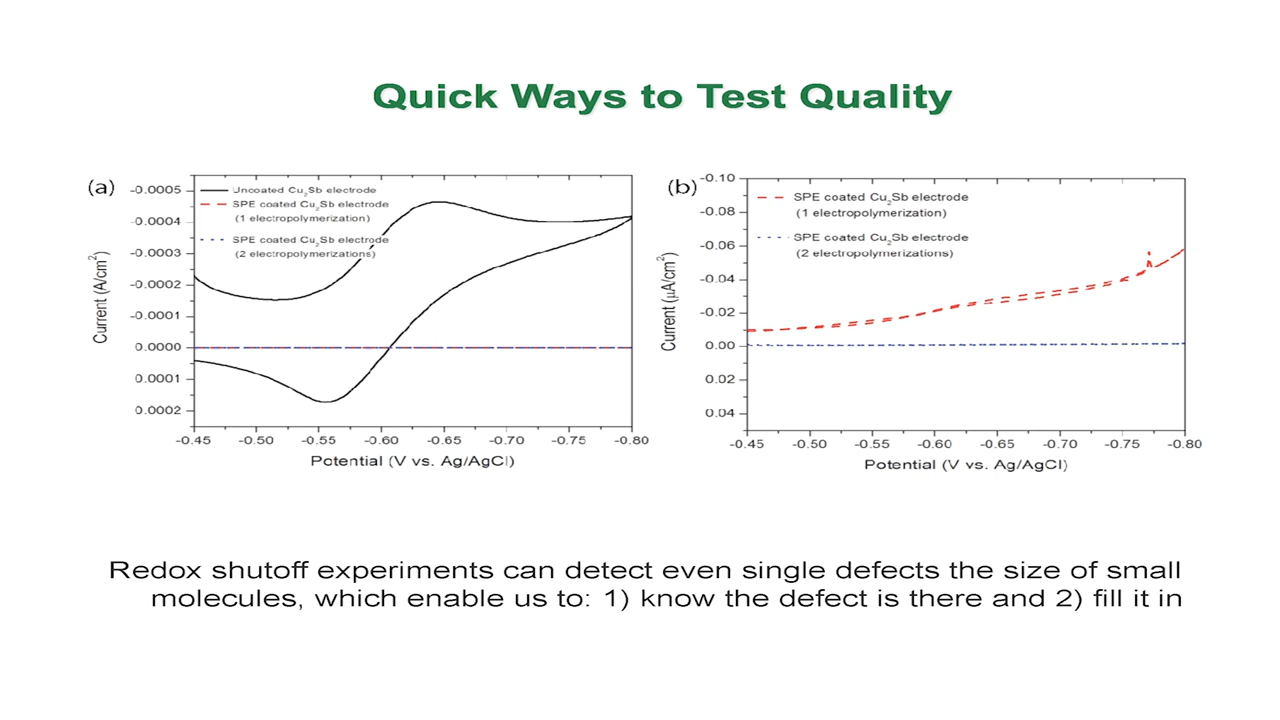 Quick Ways to Test Quality
(a)
Uncoated Cu2Sb electrode
SPE coated Cu2Sb electrode
(1 electropolymerization)
SPE coated Cu2Sb electrode
(2 electropolymerizations)
-0.0005
-0.0004
-0.0003
-0.0002
-0.0001
0.0000
0.0001
0.0002
Current (A/cm2)
-0.45 -0.50 -0.55 -0.60 -0.65 -0.70 -0.75 -0.80
Potential (V vs. Ag/AgCl)
(b)
SPE coated Cu2Sb electrode
(1 electropolymerization)
SPE coated Cu2Sb electrode
(2 electropolymerizations)
-0.10
-0.08
-0.06
-0.04
-0.02
0.00
0.02
0.04
Current (µA/cm2)
-0.45 -0.50 -0.55 -0.60 -0.65 -0.70 -0.75 -0.80
Potential (V vs. Ag/AgCl)
Redox shutoff experiments can detect even single defects the size of small
molecules, which enable us to: 1) know the defect is there and 2) fill it in